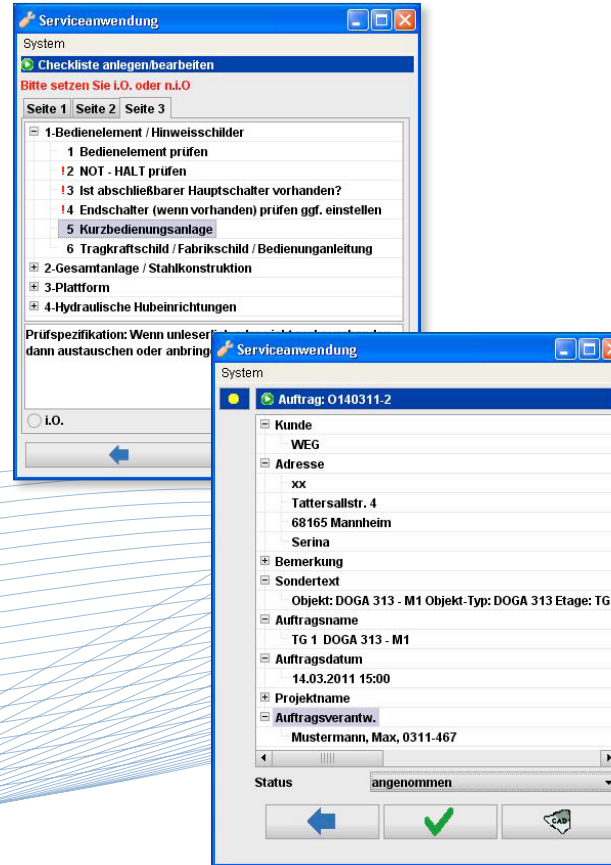 Serviceanwendung
System
Checkliste anlegen/bearbeiten
Bitte setzen Sie i.O. oder n.i.O
Seite 1 Seite 2 Seite 3
1-Bedienelement / Hinweisschilder
1 Bedienelement prüfen
!2 NOT - HALT prüfen
!3 Ist abschließbarer Hauptschalter vorhanden?
!4 Endschalter (wenn vorhanden) prüfen ggf. einstellen
5 Kurzbedienungsanlage
6 Tragkraftschild / Fabrikschild / Bedienunganleitung
2-Gesamtanlage / Stahlkonstruktion
3-Plattform
4-Hydraulische Hubeinrichtungen
Prüfspezifikation: Wenn
dann austauschen oder
i.O.
Serviceanwendung
System
Auftrag: O140311-2
Kunde
WEG
Adresse
xx
Tattersallstr. 4
68165 Mannheim
Serina
Bemerkung
Sondertext
Objekt: DOGA 313 - M1 Objekt-Typ: DOGA 313 Etage: TG
Auftragsname
TG 1 DOGA 313 - M1
Auftragsdatum
14.03.2011 15:00
Projektname
Auftragsverantw.
Mustermann, Max, 0311-467
Status angenommen
CAD